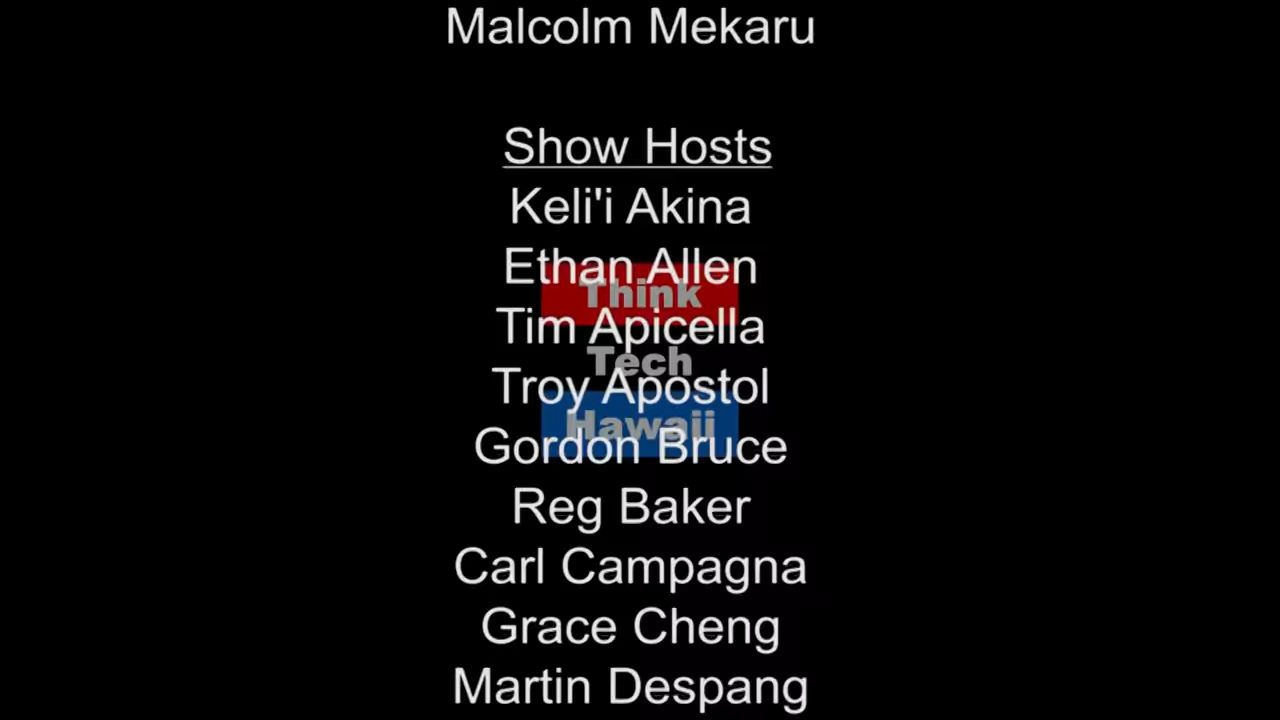 Malcolm Mekaru
Show Hosts
Keli'i Akina
Ethan Allen
Think
Tim Apicella
Tech
Troy Apostol
Hawaii
Gordon Bruce
Reg Baker
Carl Campagna
Grace Cheng
Martin Despang